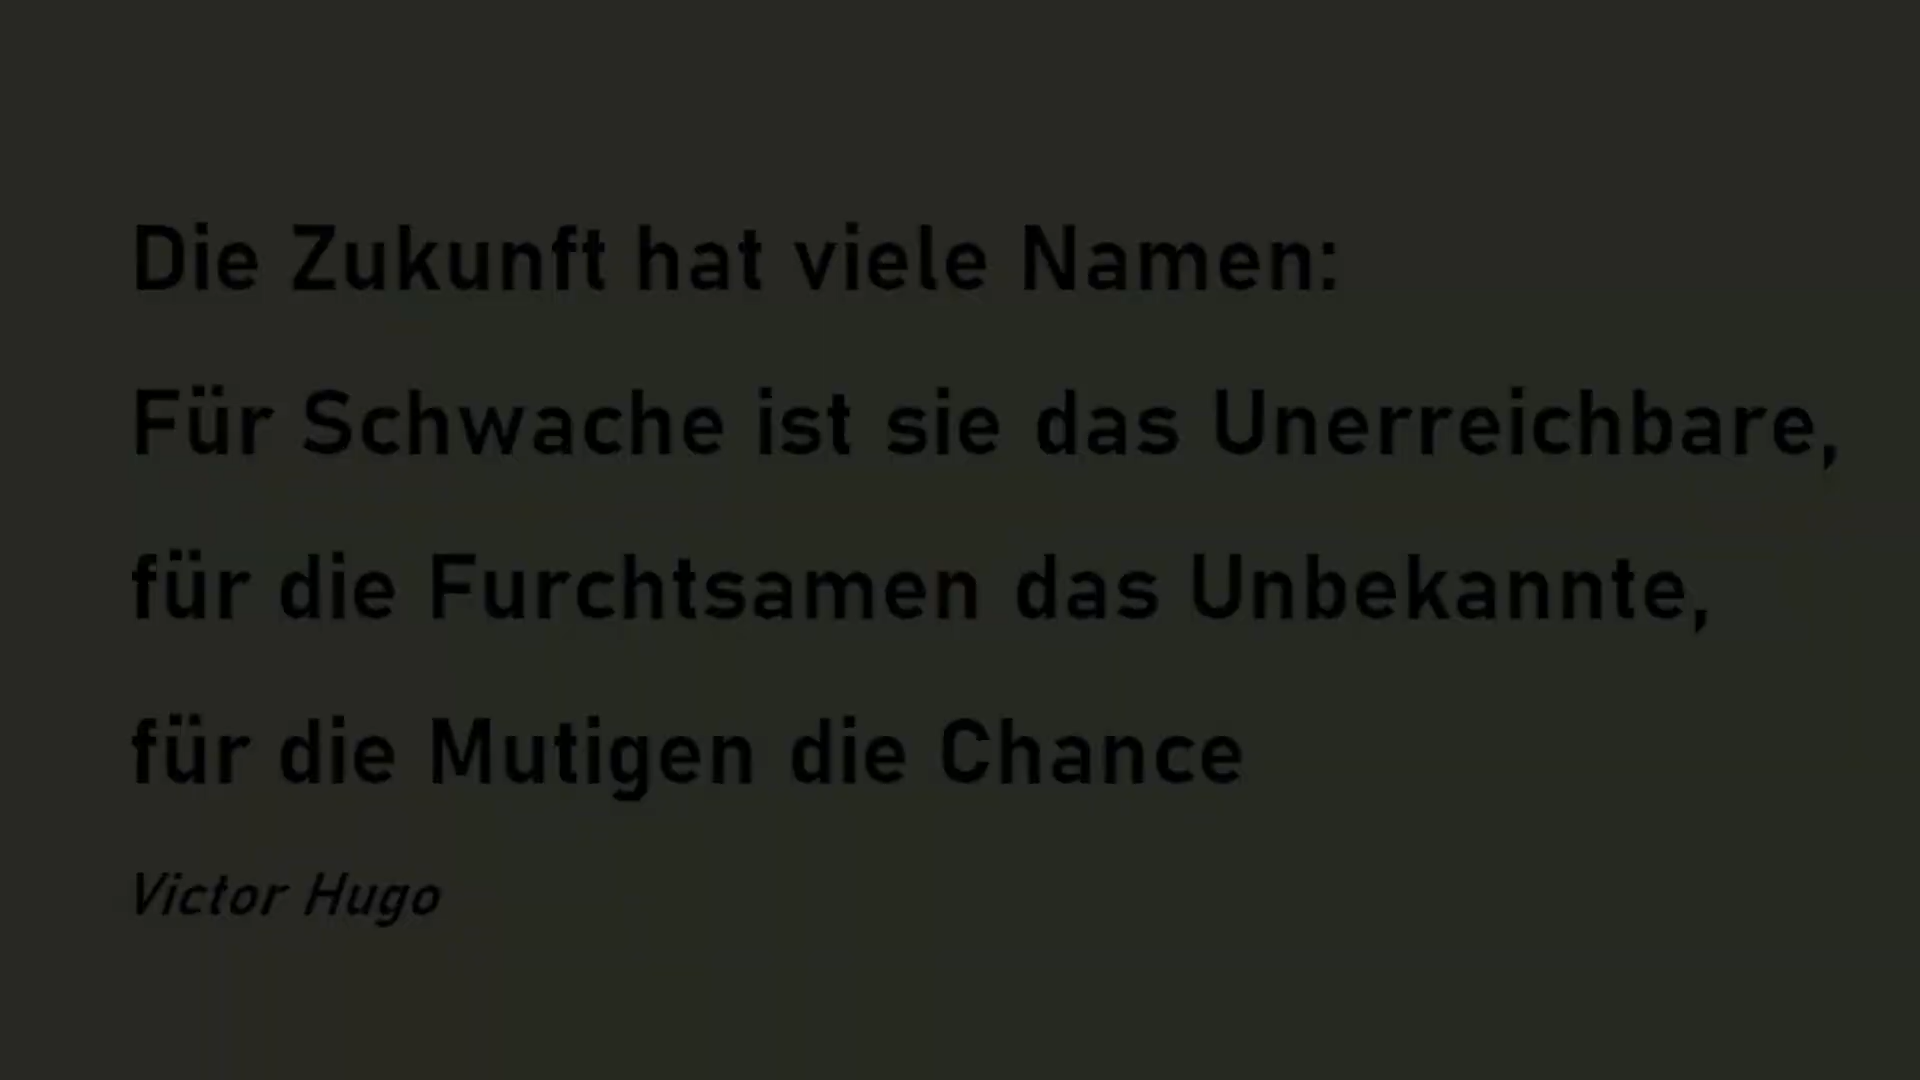 Die Zukunft hat viele Namen:
Für Schwache ist sie das Unerreichbare,
für die Furchtsamen das Unbekannte,
für die Mutigen die Chance
Victor Hugo